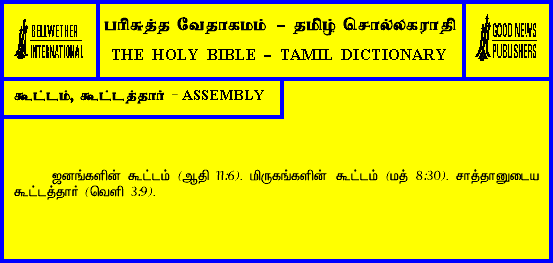 BELLWETHER
INTERNATIONAL
பரிசுத்த வேதாகமம் – தமிழ் சொல்லகராதி
THE HOLY BIBLE – TAMIL DICTIONARY
GOOD NEWS
PUBLISHERS
கூட்டம், கூட்டத்தார் - ASSEMBLY
ஜனங்களின் கூட்டம் (ஆதி 11:6). மிருகங்களின் கூட்டம் (மத் 8:30). சாத்தானுடைய
கூட்டத்தார் (வெளி 3:9).